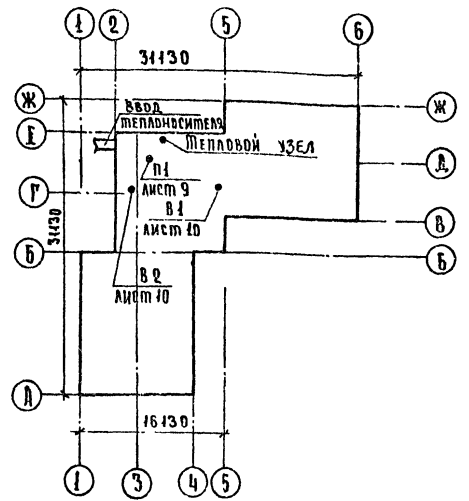 1 2 5 6
31130
Ж Ж
ВВОД
ТЕПЛОНОСИТЕЛЯ
Е
ТЕПЛОВОЙ УЗЕЛ
Д
П1
ЛИСТ 9
Г
В1
ЛИСТ 10
В
31130
Б Б
В2
ЛИСТ 10
А
16130
1 3 4 5